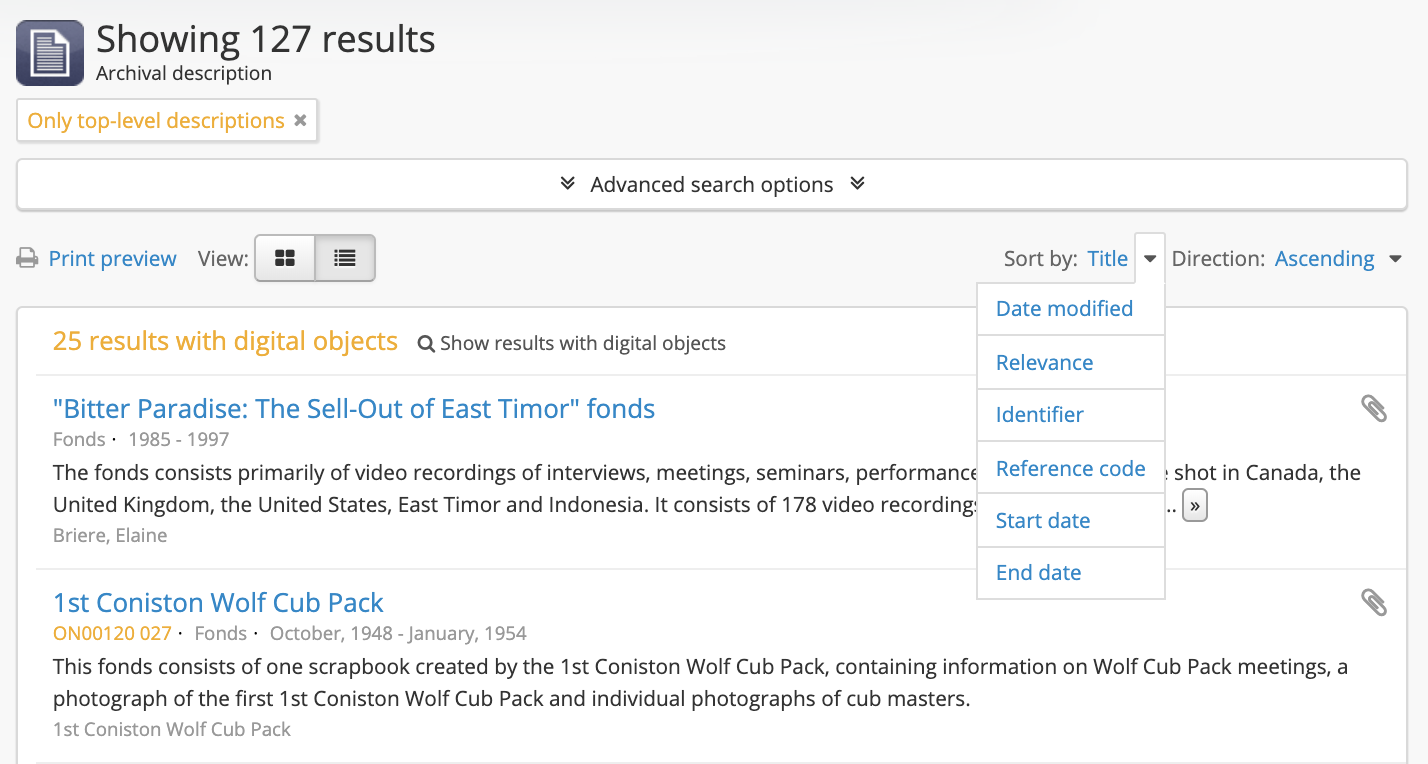 Showing 127 results
Archival description
Only top-level descriptions ×
Advanced search options
Print preview View: Sort by: Title Direction: Ascending
Date modified
Relevance
Identifier
Reference code
Start date
End date
25 results with digital objects Show results with digital objects
"Bitter Paradise: The Sell-Out of East Timor" fonds
Fonds · 1985 - 1997
The fonds consists primarily of video recordings of interviews, meetings, seminars, shot in Canada, the
United Kingdom, the United States, East Timor and Indonesia. It consists of 178 video .. »
Briere, Elaine
1st Coniston Wolf Cub Pack
ON00120 027 · Fonds · October, 1948 - January, 1954
This fonds consists of one scrapbook created by the 1st Coniston Wolf Cub Pack, containing information on Wolf Cub Pack meetings, a
photograph of the first 1st Coniston Wolf Cub Pack and individual photographs of cub masters.
1st Coniston Wolf Cub Pack